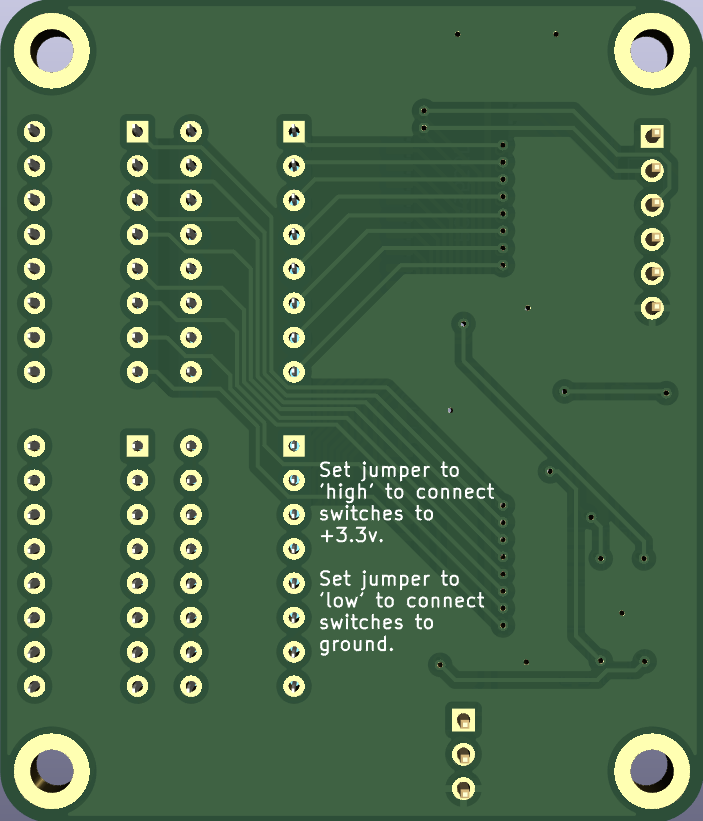 Set jumper to
'high' to connect
switches to
+3.3v.
Set jumper to
'low' to connect
switches to
ground.